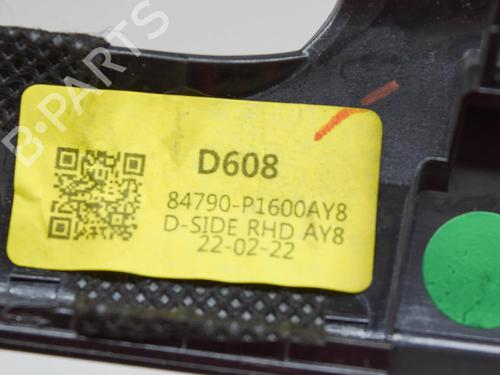 B-PARTS
D608
84790-P1600AY8
D-SIDE RHD AY8
22-02-22